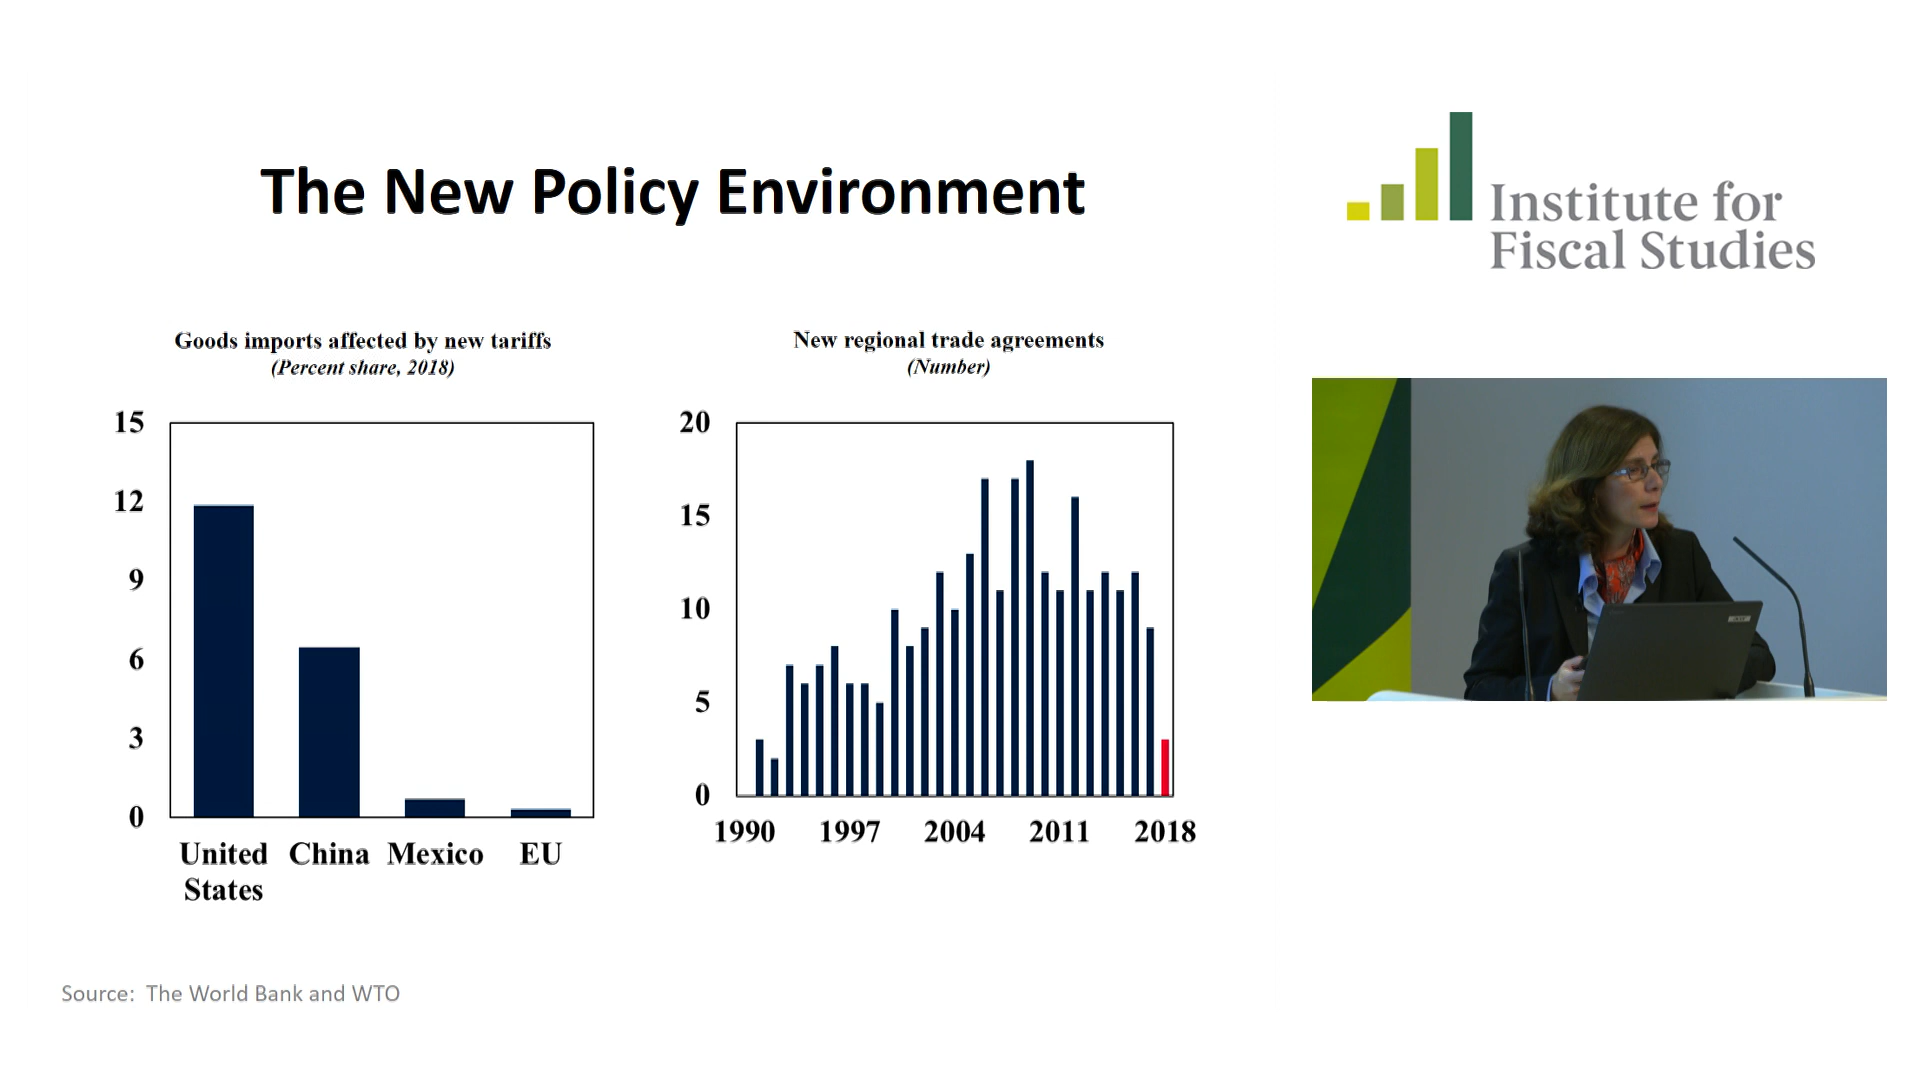 The New Policy Environment
Institute for
Fiscal Studies
Goods imports affected by new tariffs
(Percent share, 2018)
15
12
9
6
3
0
United
States
China
Mexico
EU
New regional trade agreements
(Number)
20
15
10
5
0
1990
1997
2004
2011
2018
acer
Source: The World Bank and WTO